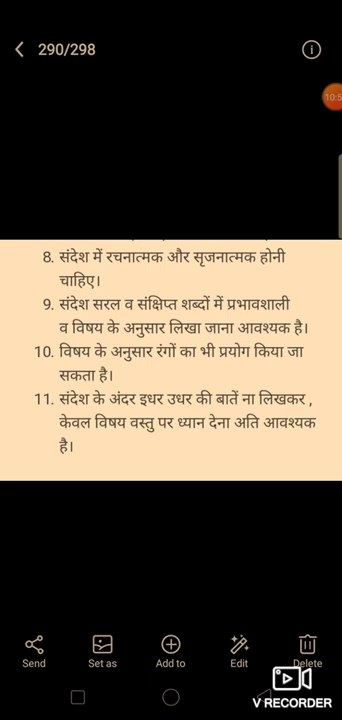 290/298
10:5
8. संदेश में रचनात्मक और सृजनात्मक होनी
चाहिए।
9. संदेश सरल व संक्षिप्त शब्दों में प्रभावशाली
व विषय के अनुसार लिखा जाना आवश्यक है।
10. विषय के अनुसार रंगों का भी प्रयोग किया जा
सकता है।
11. संदेश के अंदर इधर उधर की बातें ना लिखकर ,
केवल विषय वस्तु पर ध्यान देना अति आवश्यक
है।
Send Set as Add to Edit Delete
V RECORDER